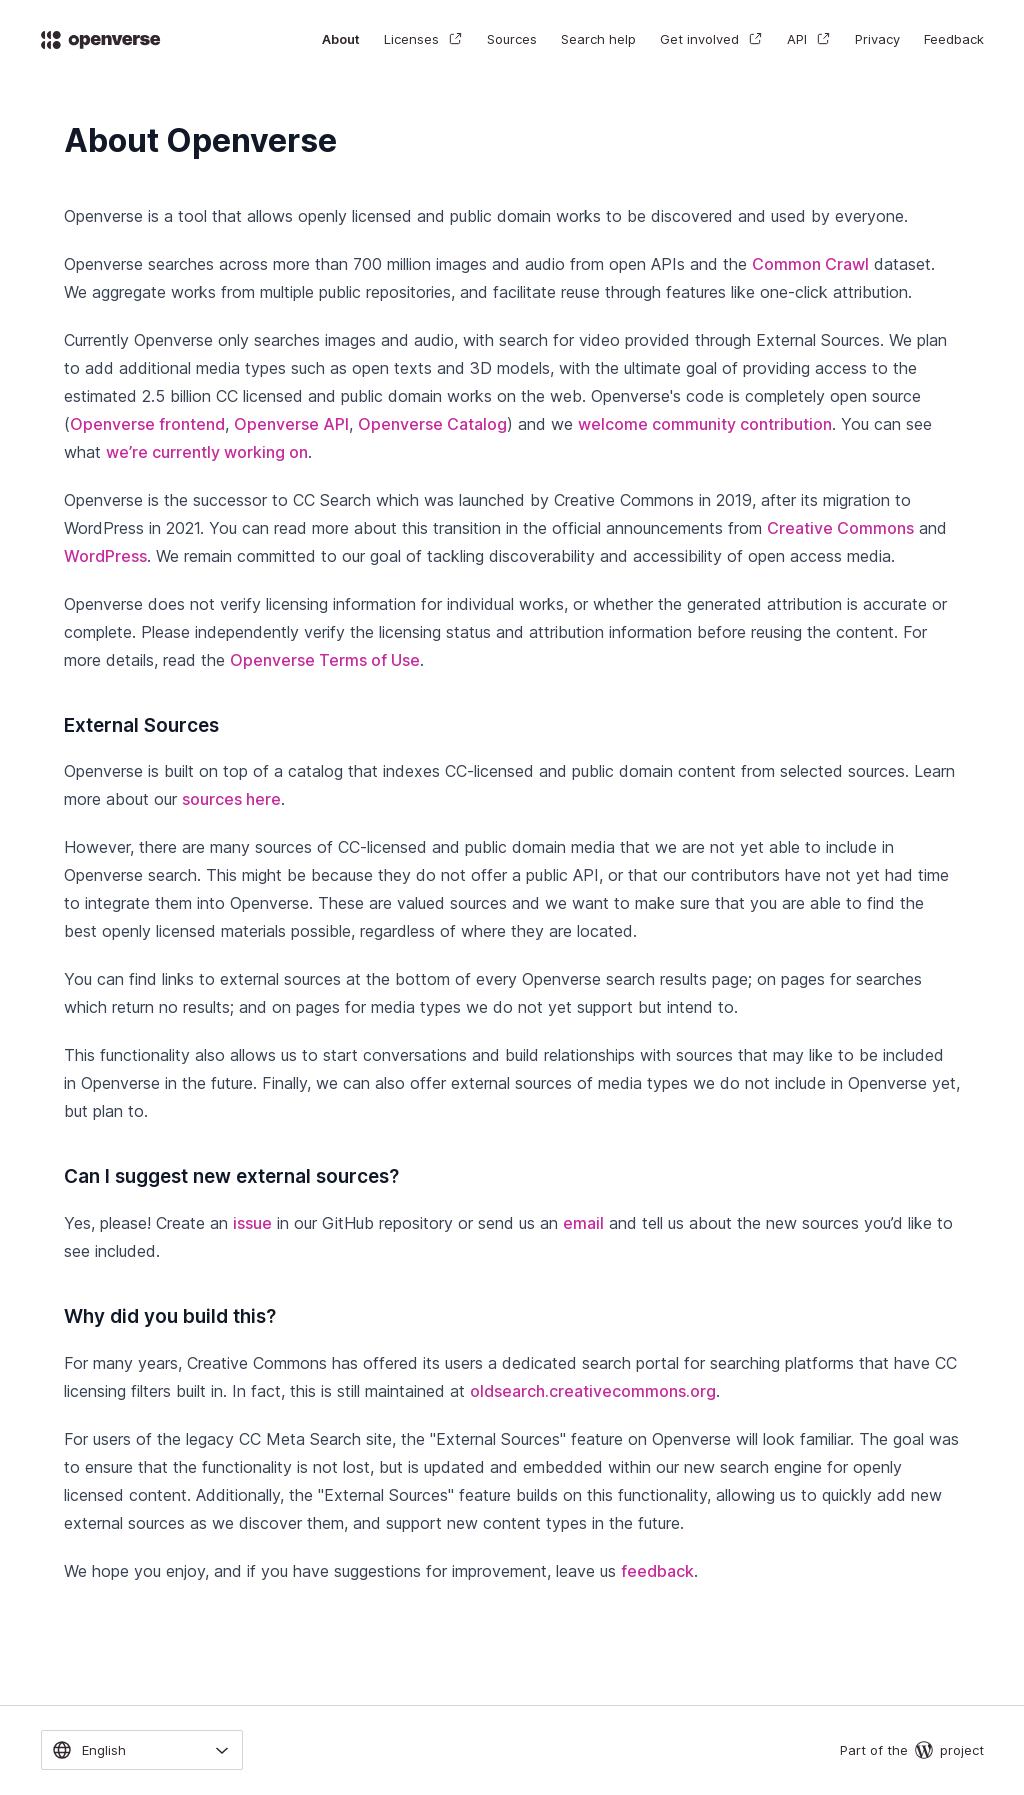 openverse
About Licenses Sources Search help Get involved API Privacy Feedback
About Openverse
Openverse is a tool that allows openly licensed and public domain works to be discovered and used by everyone.
Openverse searches across more than 700 million images and audio from open APIs and the Common Crawl dataset.
We aggregate works from multiple public repositories, and facilitate reuse through features like one-click attribution.
Currently Openverse only searches images and audio, with search for video provided through External Sources. We plan
to add additional media types such as open texts and 3D models, with the ultimate goal of providing access to the
estimated 2.5 billion CC licensed and public domain works on the web. Openverse's code is completely open source
(Openverse frontend, Openverse API, Openverse Catalog) and we welcome community contribution. You can see
what we’re currently working on.
Openverse is the successor to CC Search which was launched by Creative Commons in 2019, after its migration to
WordPress in 2021. You can read more about this transition in the official announcements from Creative Commons and
WordPress. We remain committed to our goal of tackling discoverability and accessibility of open access media.
Openverse does not verify licensing information for individual works, or whether the generated attribution is accurate or
complete. Please independently verify the licensing status and attribution information before reusing the content. For
more details, read the Openverse Terms of Use.
External Sources
Openverse is built on top of a catalog that indexes CC-licensed and public domain content from selected sources. Learn
more about our sources here.
However, there are many sources of CC-licensed and public domain media that we are not yet able to include in
Openverse search. This might be because they do not offer a public API, or that our contributors have not yet had time
to integrate them into Openverse. These are valued sources and we want to make sure that you are able to find the
best openly licensed materials possible, regardless of where they are located.
You can find links to external sources at the bottom of every Openverse search results page; on pages for searches
which return no results; and on pages for media types we do not yet support but intend to.
This functionality also allows us to start conversations and build relationships with sources that may like to be included
in Openverse in the future. Finally, we can also offer external sources of media types we do not include in Openverse yet,
but plan to.
Can I suggest new external sources?
Yes, please! Create an issue in our GitHub repository or send us an email and tell us about the new sources you’d like to
see included.
Why did you build this?
For many years, Creative Commons has offered its users a dedicated search portal for searching platforms that have CC
licensing filters built in. In fact, this is still maintained at oldsearch.creativecommons.org.
For users of the legacy CC Meta Search site, the "External Sources" feature on Openverse will look familiar. The goal was
to ensure that the functionality is not lost, but is updated and embedded within our new search engine for openly
licensed content. Additionally, the "External Sources" feature builds on this functionality, allowing us to quickly add new
external sources as we discover them, and support new content types in the future.
We hope you enjoy, and if you have suggestions for improvement, leave us feedback.
English
Part of the project